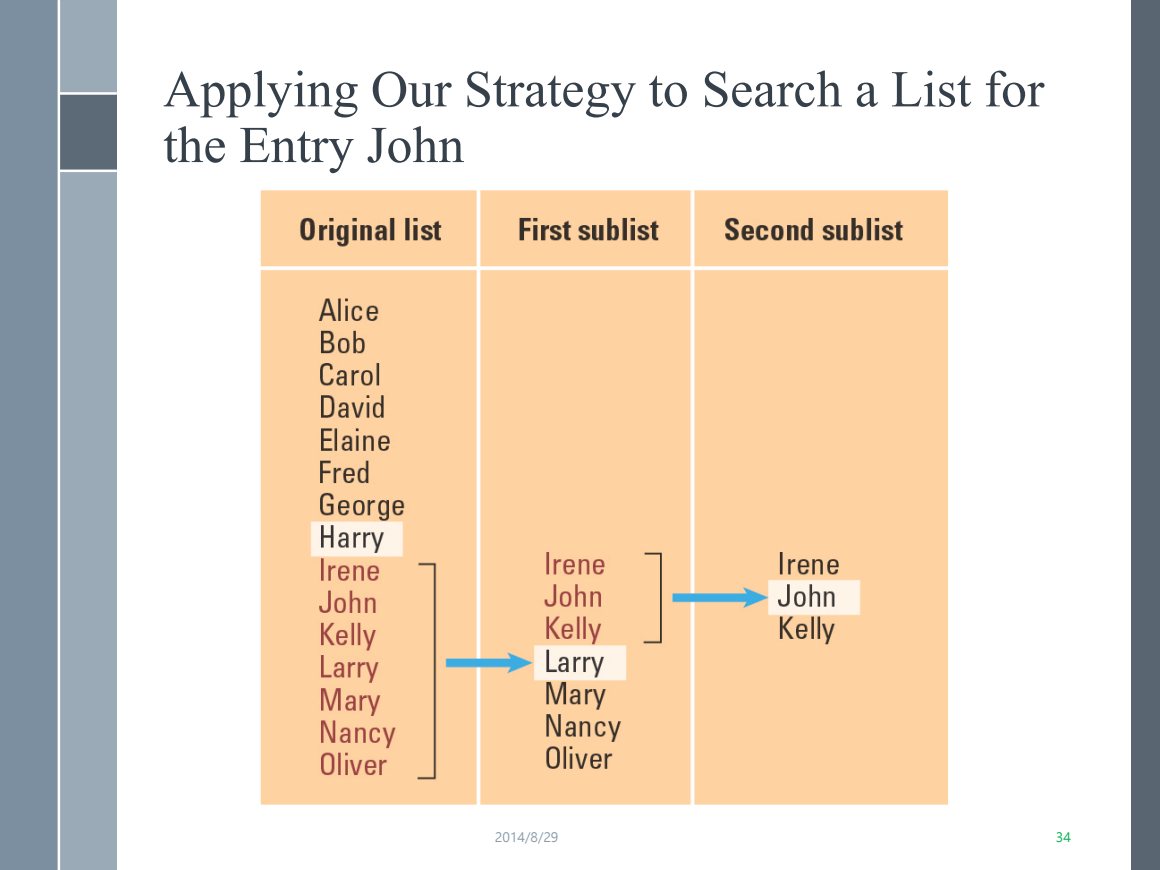 Applying Our Strategy to Search a List for
the Entry John
Original list
First sublist
Second sublist
Alice
Bob
Carol
David
Elaine
Fred
George
Harry
Irene
John
Kelly
Larry
Mary
Nancy
Oliver
Irene
John
Kelly
Larry
Mary
Nancy
Oliver
Irene
John
Kelly
2014/8/29
34